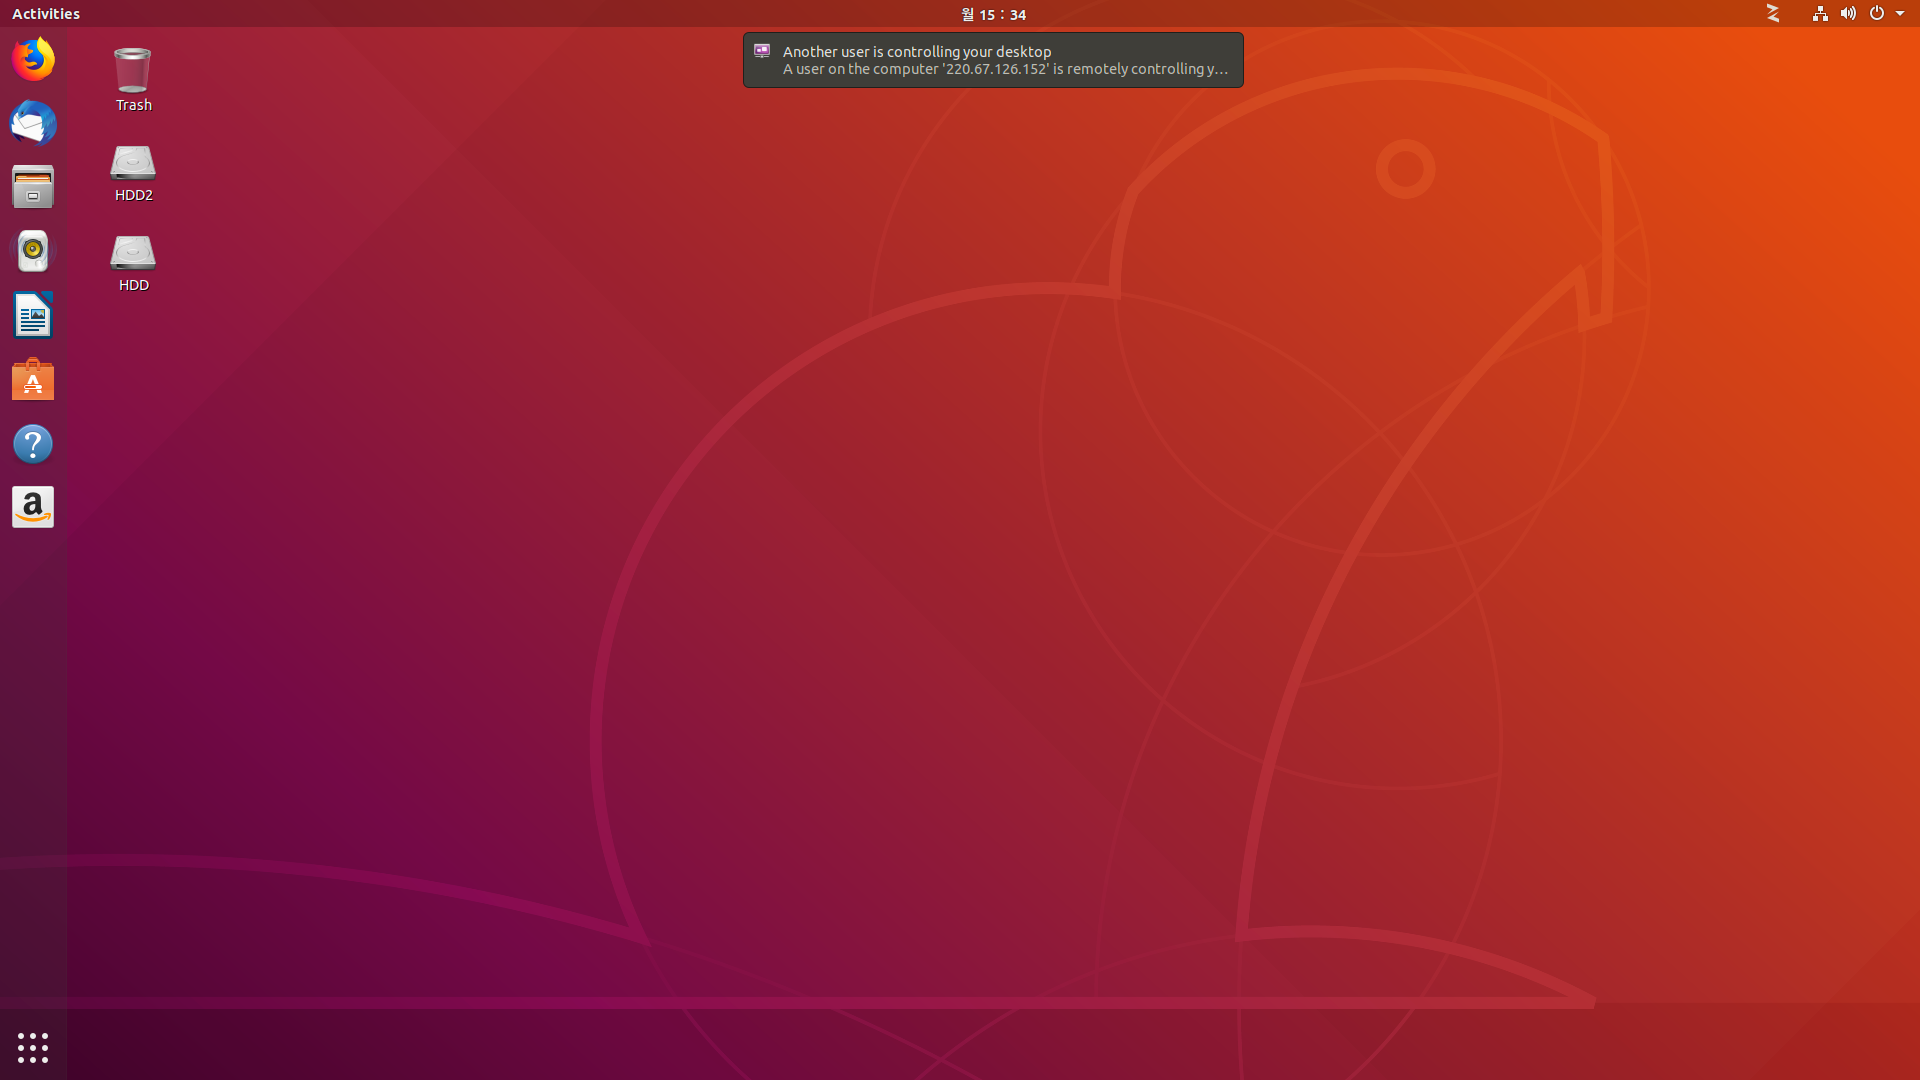 Activities
월 15 : 34
Another user is controlling your desktop
A user on the computer '220.67.126.152' is remotely controlling y…
Trash
HDD2
HDD